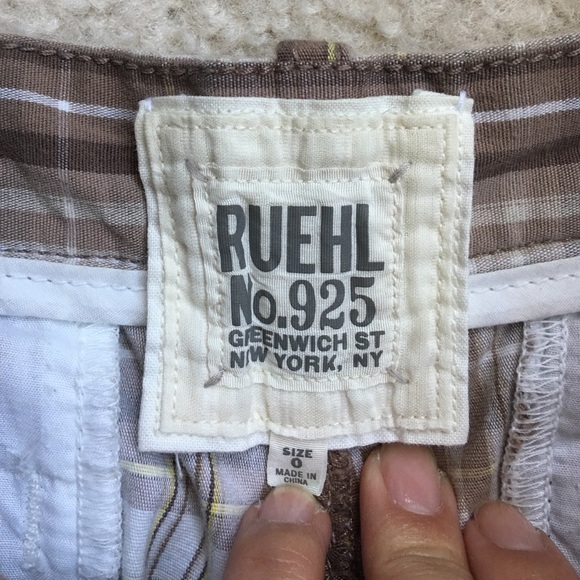 RUEHL
No.925
GREENWICH ST
NEW YORK, NY
SIZE
0
MADE IN
CHINA